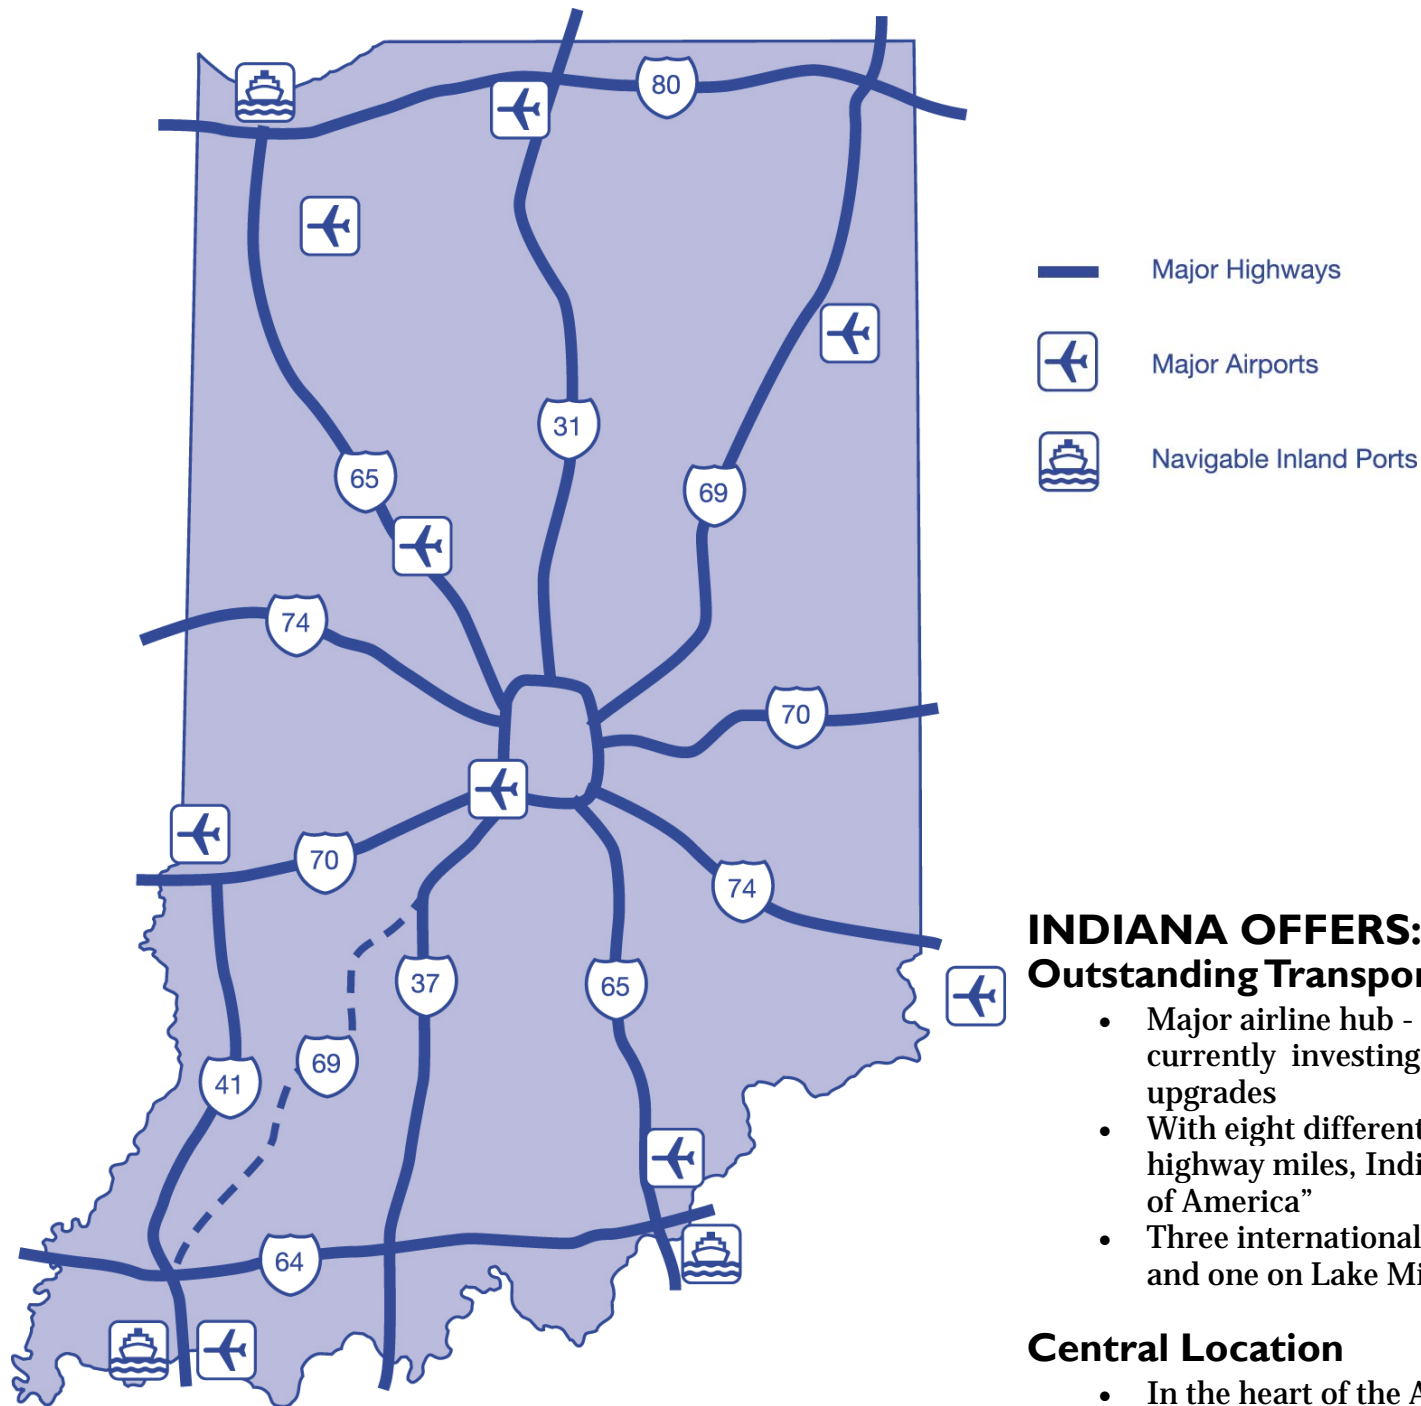 80
31
65
69
74
70
70
74
37
65
69
41
64
Major Highways
Major Airports
Navigable Inland Ports
INDIANA OFFERS:
Outstanding Transpor
• Major airline hub -
currently investing
upgrades
• With eight different
highway miles, Indi
of America”
• Three international
and one on Lake Mi
Central Location
• In the heart of the A